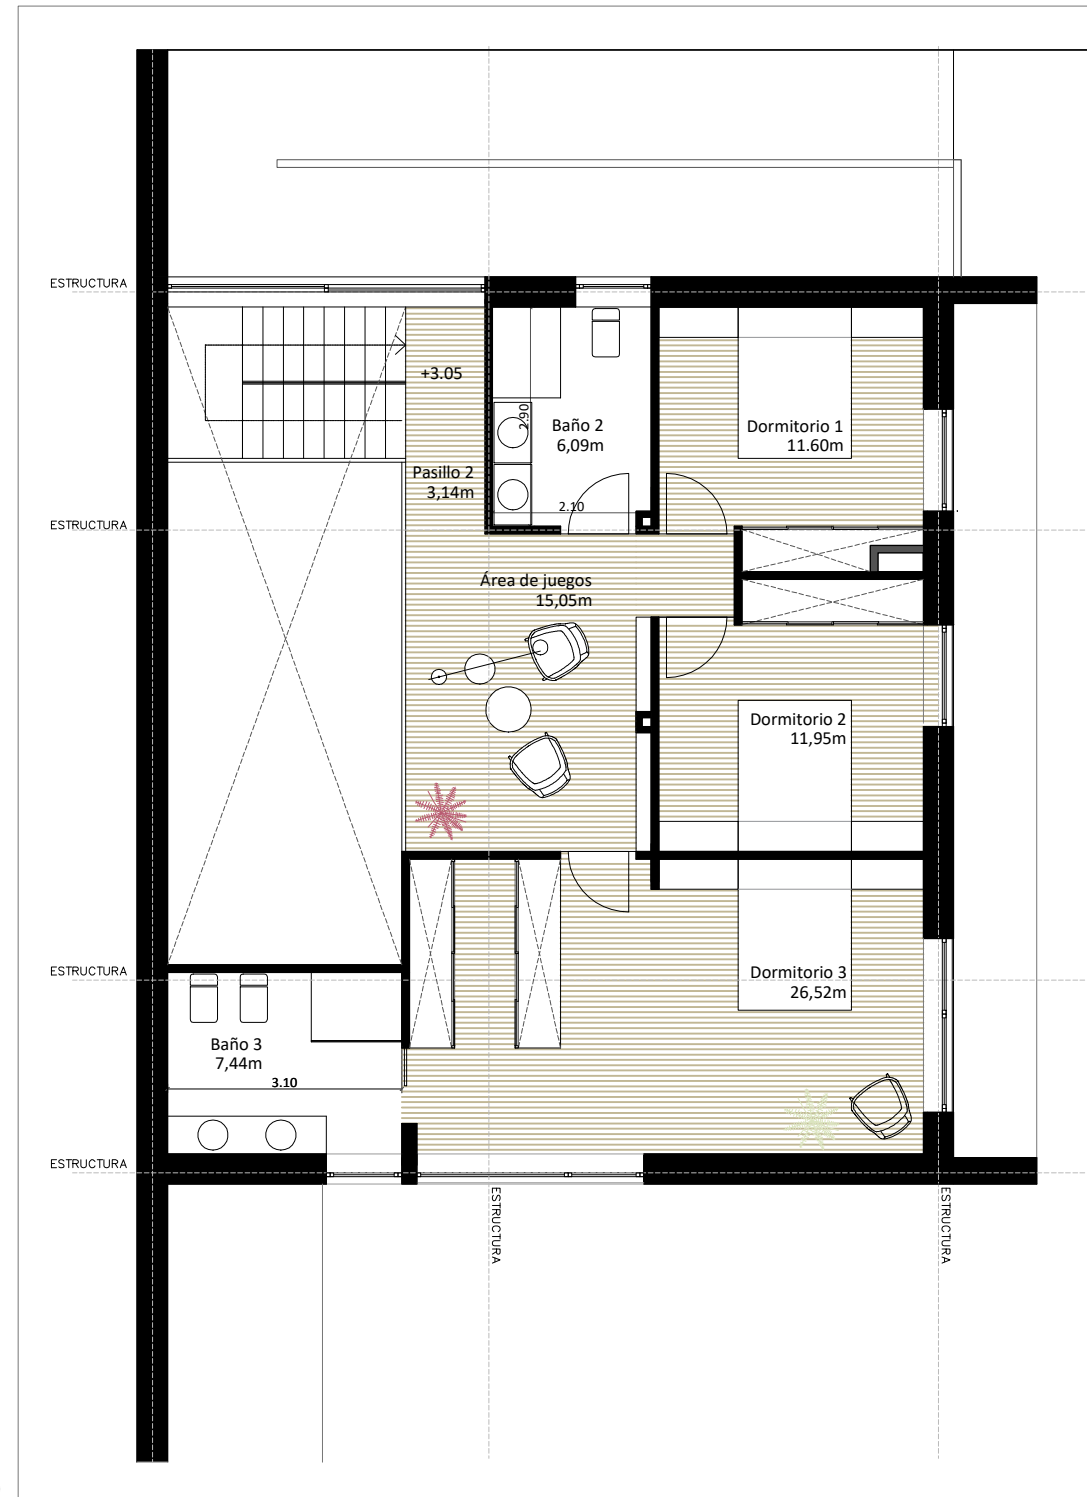 ESTRUCTURA
+3.05
2.90
Baño 2
6,09m
Dormitorio 1
11.60m
Pasillo 2
3,14m
2.10
ESTRUCTURA
Área de juegos
15,05m
Dormitorio 2
11,95m
ESTRUCTURA
Dormitorio 3
26,52m
Baño 3
7,44m
3.10
ESTRUCTURA
ESTRUCTURA
ESTRUCTURA